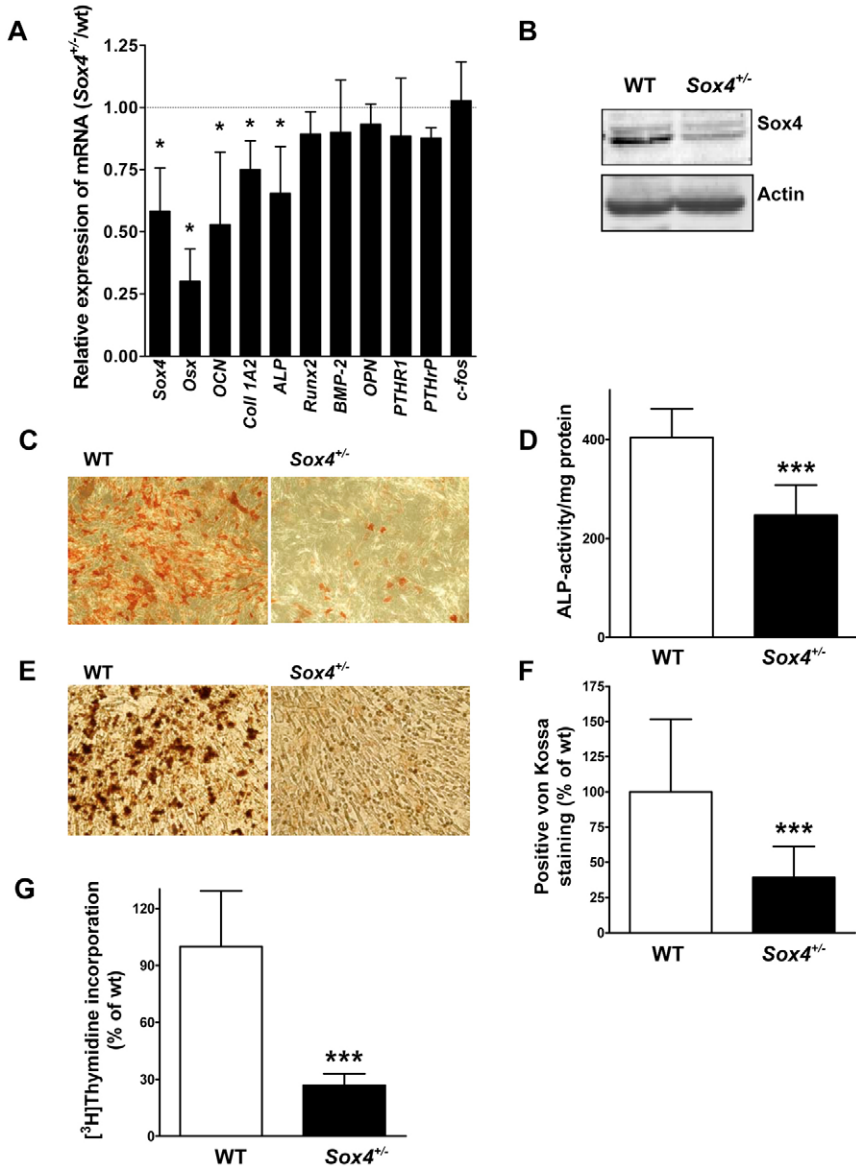 A
Relative expression of mRNA (Sox4+/-/wt)
1.25
1.00
0.75
0.50
0.25
0.00
*
*
*
*
*
Sox4
Osx
OCN
Coll 1A2
ALP
Runx2
BMP-2
OPN
PTHR1
PTHrP
c-fos
B
WT Sox4+/-
Sox4
Actin
C
WT Sox4+/-
D
ALP-activity/mg protein
400
200
0
***
WT Sox4+/-
E
WT Sox4+/-
F
Positive von Kossa
staining (% of wt)
175
150
125
100
75
50
25
0
***
WT Sox4+/-
G
[3H]Thymidine incorporation
(% of wt)
120
90
60
30
0
***
WT Sox4+/-